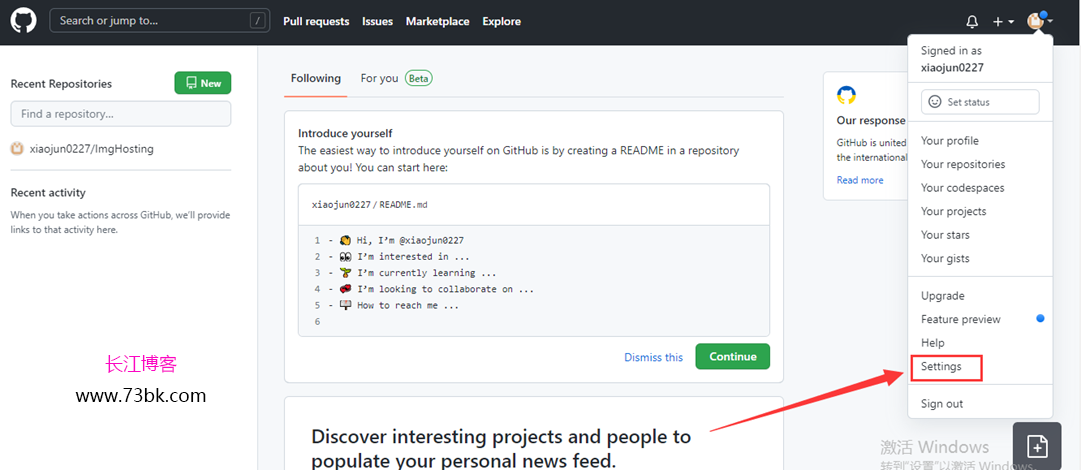 Search or jump to...
/
Pull requests
Issues
Marketplace
Explore
Recent Repositories
New
Find a repository...
xiaojun0227/ImgHosting
Recent activity
When you take actions across GitHub, we'll provide
links to that activity here.
长江博客
www.73bk.com
Following
For you
Beta
Introduce yourself
The easiest way to introduce yourself on GitHub is by creating a README in a repository
about you! You can start here:
xiaojun0227/README.md
1 - 👋 Hi, I'm @xiaojun0227
2 - 👀 I'm interested in ...
3 - 🌱 I'm currently learning ...
4 - 💞️ I'm looking to collaborate on ...
5 - 📫 How to reach me ...
6
Dismiss this
Continue
Discover interesting projects and people to
populate your personal news feed.
Our response
GitHub is united
the international
Read more
Signed in as
xiaojun0227
Set status
Your profile
Your repositories
Your codespaces
Your projects
Your stars
Your gists
Upgrade
Feature preview
Help
Settings
Sign out
激活 Windows
转到"设置"以激活 Windows。